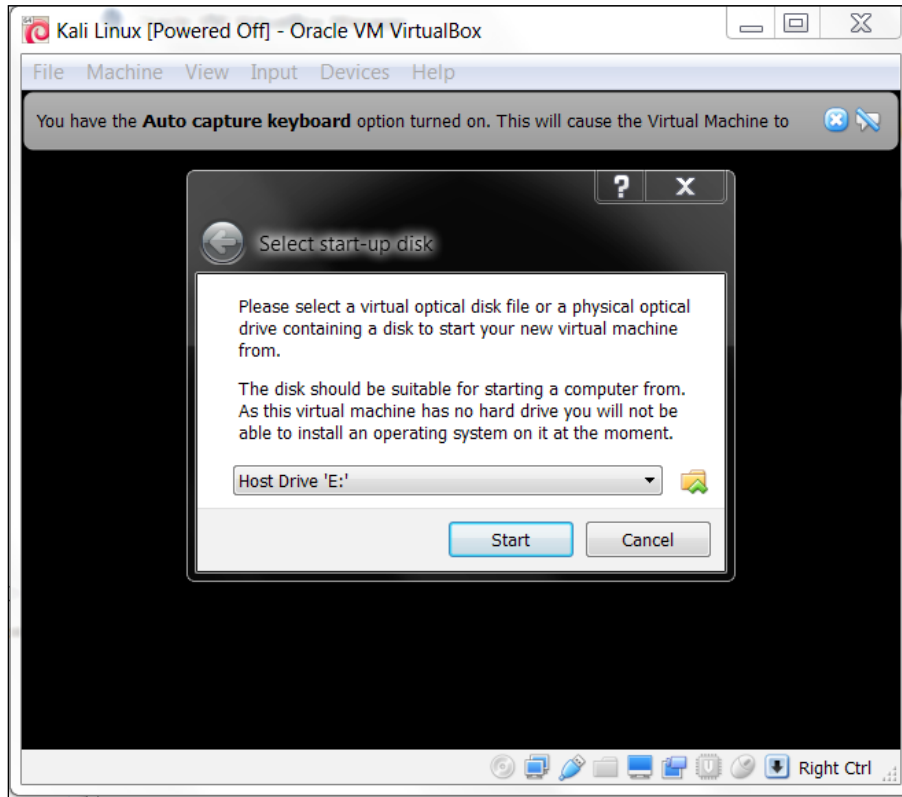 Kali Linux [Powered Off] - Oracle VM VirtualBox
File Machine View Input Devices Help
You have the Auto capture keyboard option turned on. This will cause the Virtual Machine to
Select start-up disk
Please select a virtual optical disk file or a physical optical
drive containing a disk to start your new virtual machine
from.
The disk should be suitable for starting a computer from.
As this virtual machine has no hard drive you will not be
able to install an operating system on it at the moment.
Host Drive 'E:'
Start Cancel
Right Ctrl